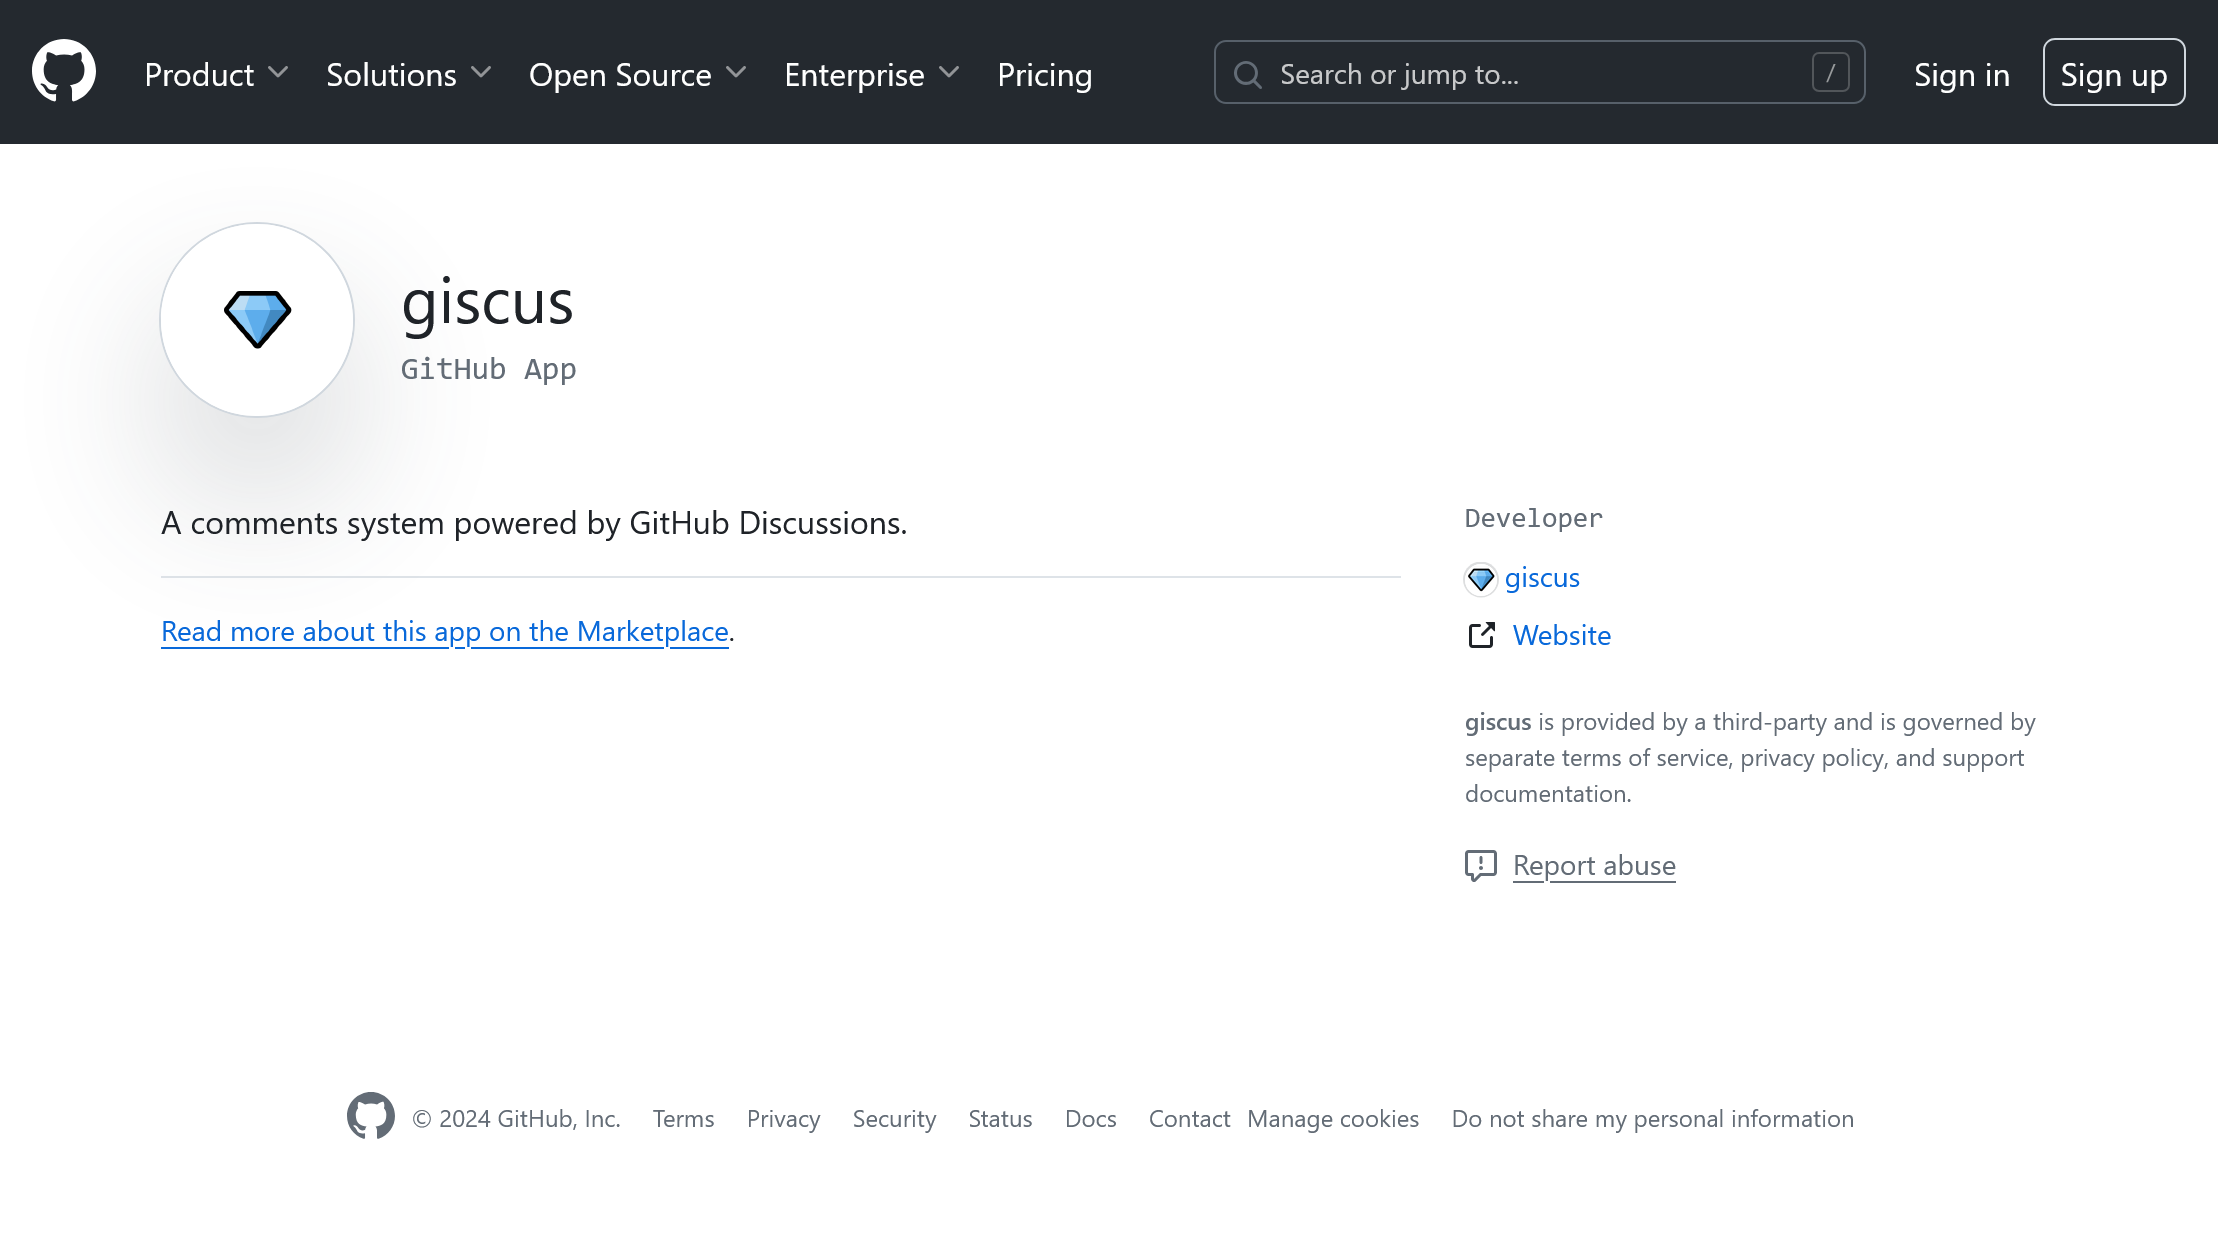 Product Solutions Open Source Enterprise Pricing Search or jump to... / Sign in Sign up
giscus
GitHub App
A comments system powered by GitHub Discussions.
Read more about this app on the Marketplace.
Developer
giscus
Website
giscus is provided by a third-party and is governed by
separate terms of service, privacy policy, and support
documentation.
Report abuse
© 2024 GitHub, Inc. Terms Privacy Security Status Docs Contact Manage cookies Do not share my personal information